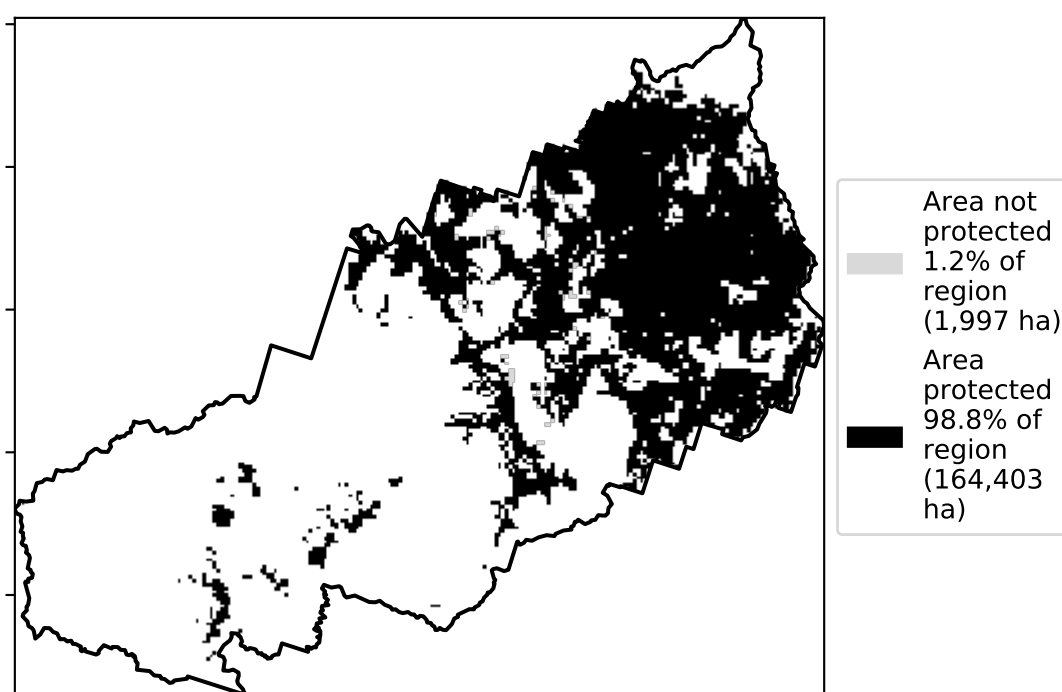 Area not
protected
1.2% of
region
(1,997 ha)
Area
protected
98.8% of
region
(164,403
ha)